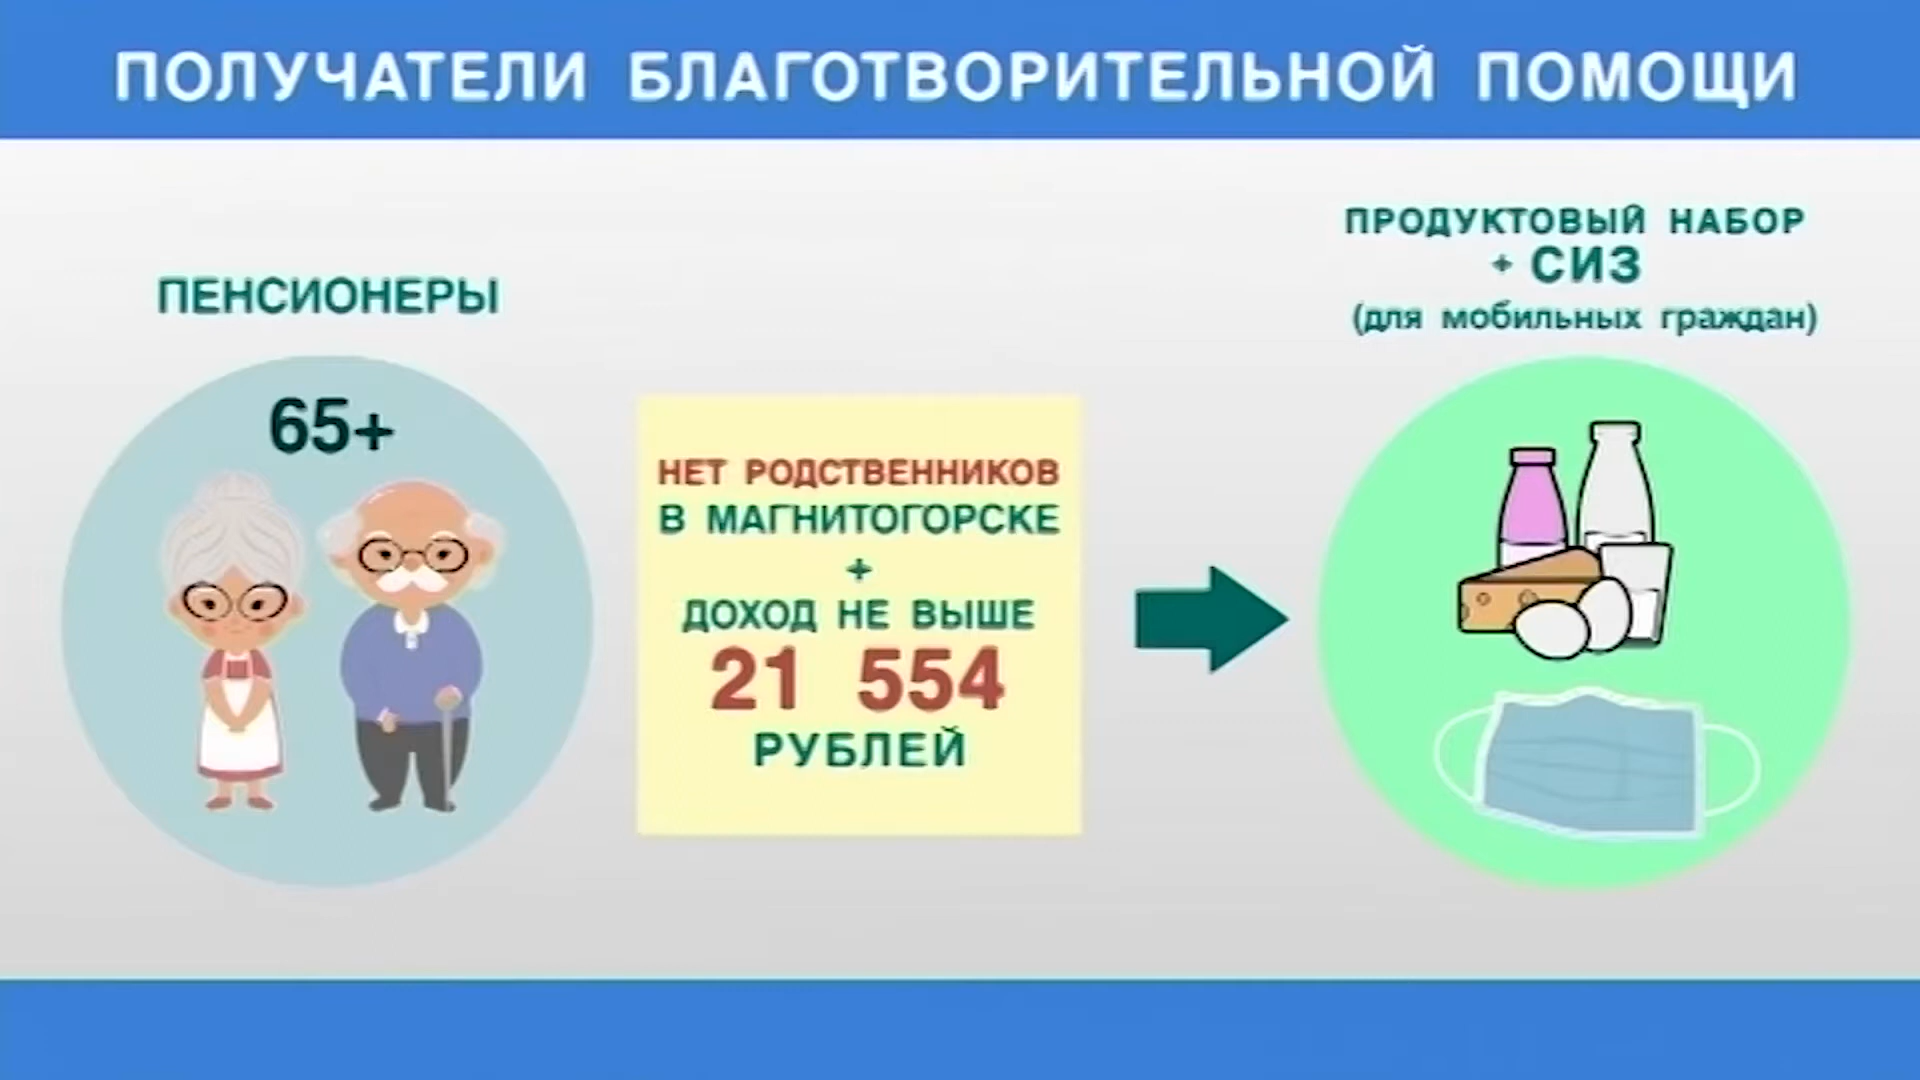 ПОЛУЧАТЕЛИ БЛАГОТВОРИТЕЛЬНОЙ ПОМОЩИ
ПЕНСИОНЕРЫ
65+
НЕТ РОДСТВЕННИКОВ
В МАГНИТОГОРСКЕ
+
ДОХОД НЕ ВЫШЕ
21 554
РУБЛЕЙ
ПРОДУКТОВЫЙ НАБОР
+ СИЗ
(для мобильных граждан)